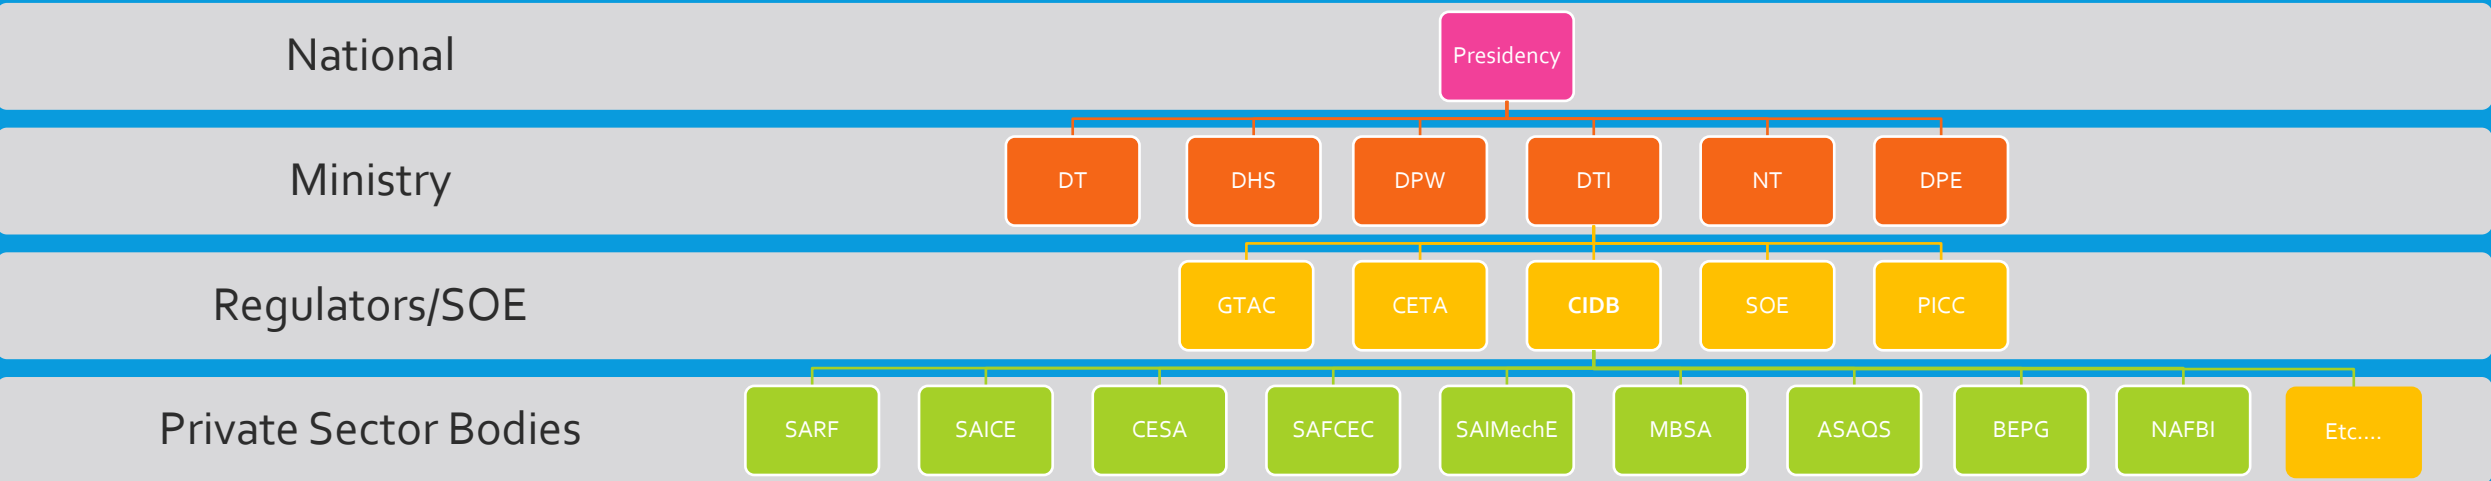 National
Presidency
Ministry
DT
DHS
DPW
DTI
NT
DPE
Regulators/SOE
GTAC
CETA
CIDB
SOE
PICC
Private Sector Bodies
SARF
SAICE
CESA
SAFCEC
SAIMechE
MBSA
ASAQS
BEPG
NAFBI
Etc....